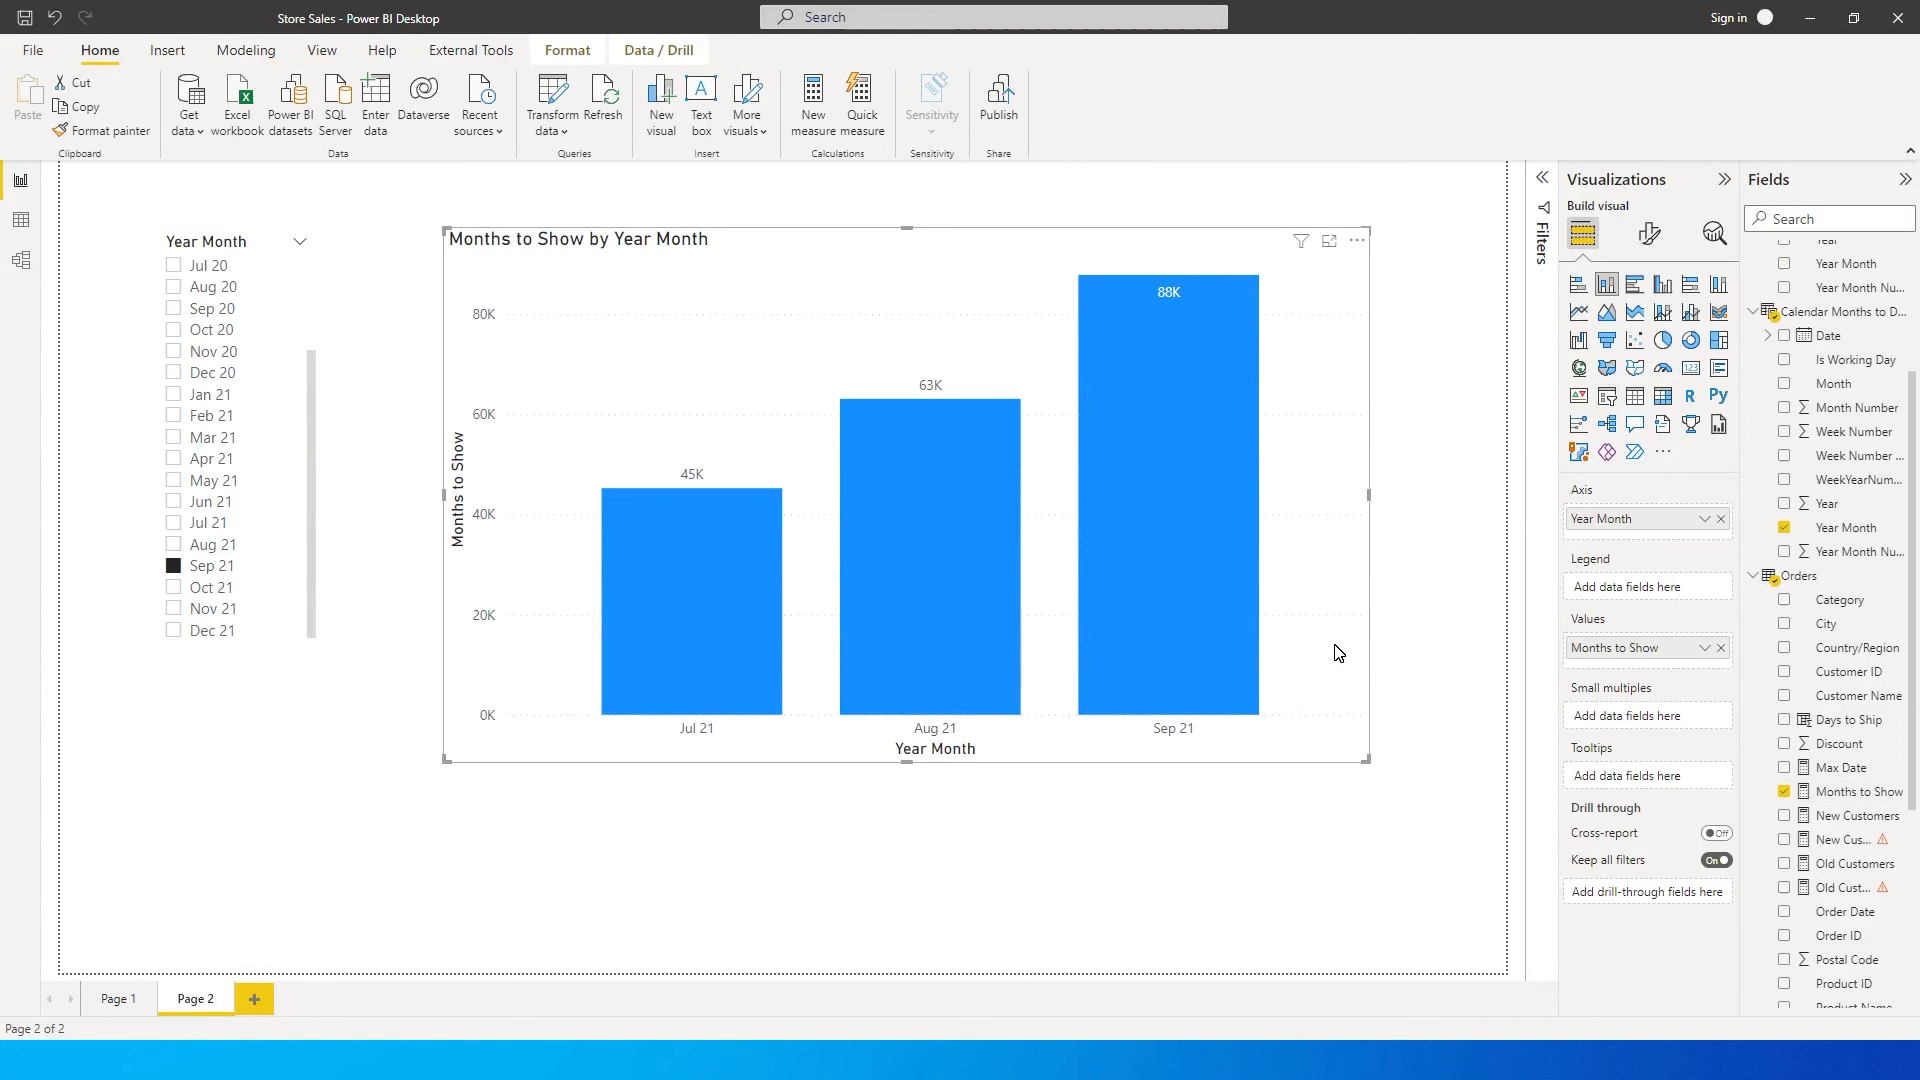 Store Sales - Power BI Desktop
Search
Sign in
File
Home
Insert
Modeling
View
Help
External Tools
Format
Data / Drill
Paste
Cut
Copy
Format painter
Clipboard
Get data
Excel workbook
Power BI datasets
SQL Server
Enter data
Dataverse
Recent sources
Data
Transform data
Refresh
Queries
New visual
A
Text box
More visuals
Insert
New measure
Quick measure
Calculations
Sensitivity
Sensitivity
Publish
Share
Year Month
Jul 20
Aug 20
Sep 20
Oct 20
Nov 20
Dec 20
Jan 21
Feb 21
Mar 21
Apr 21
May 21
Jun 21
Jul 21
Aug 21
Sep 21
Oct 21
Nov 21
Dec 21
Months to Show by Year Month
Months to Show
80K
60K
40K
20K
0K
45K
63K
88K
Jul 21
Aug 21
Sep 21
Year Month
Filters
Visualizations
Build visual
123
R
Py
Axis
Year Month
Legend
Add data fields here
Values
Months to Show
Small multiples
Add data fields here
Tooltips
Add data fields here
Drill through
Cross-report
Off
Keep all filters
On
Add drill-through fields here
Fields
Search
Year
Year Month
Year Month Nu...
Calendar Months to D...
Date
Is Working Day
Month
Month Number
Week Number
Week Number ...
WeekYearNum...
Year
Year Month
Year Month Nu...
Orders
Category
City
Country/Region
Customer ID
Customer Name
Days to Ship
Discount
Max Date
Months to Show
New Customers
New Cus...
Old Customers
Old Cust...
Order Date
Order ID
Postal Code
Product ID
Product Name
Page 1
Page 2
Page 2 of 2